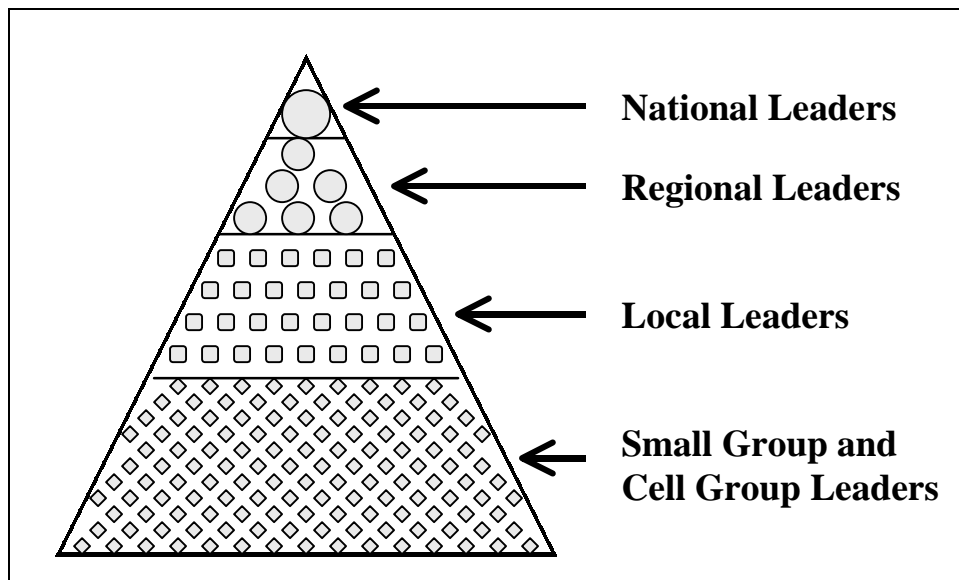 National Leaders
Regional Leaders
Local Leaders
Small Group and
Cell Group Leaders